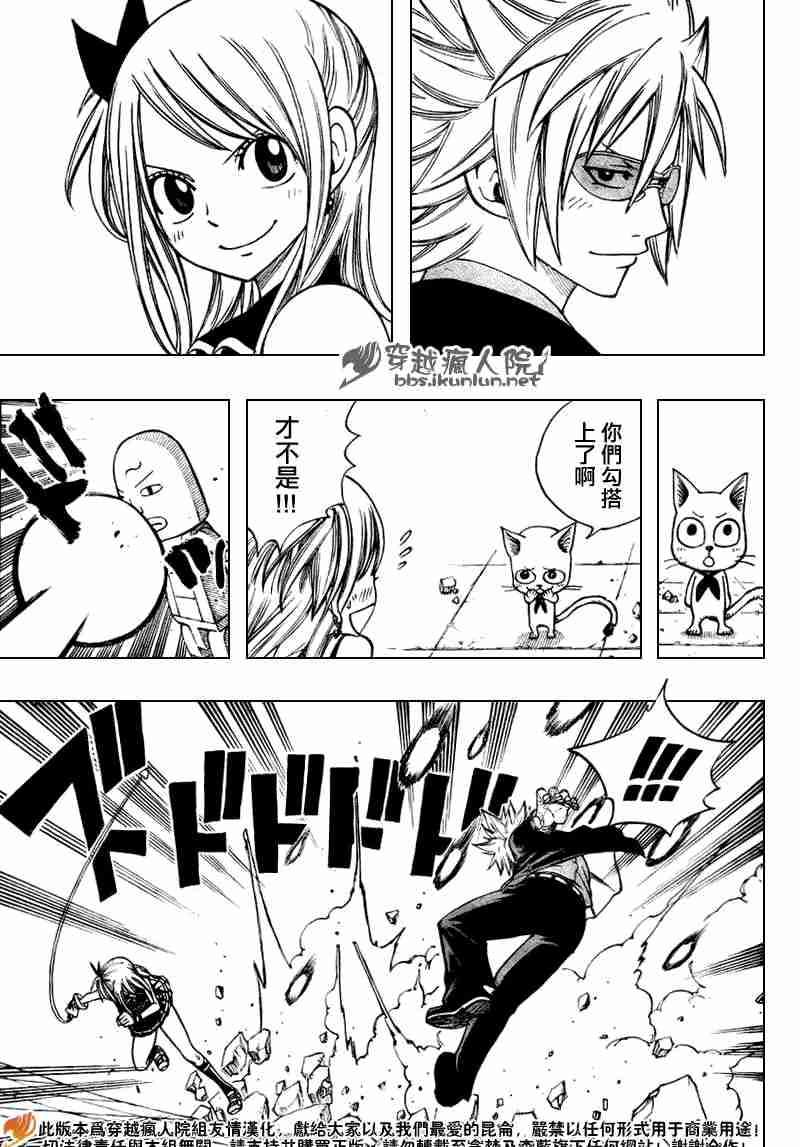 穿越瘋人院
bbs.ikunlun.net
你們勾搭
上了啊
才不是!!!
!!!
ズドドドドド
此版本爲穿越瘋人院組友情漢化,獻給大家以及我們最愛的昆侖,嚴禁以任何形式用于商業用途!